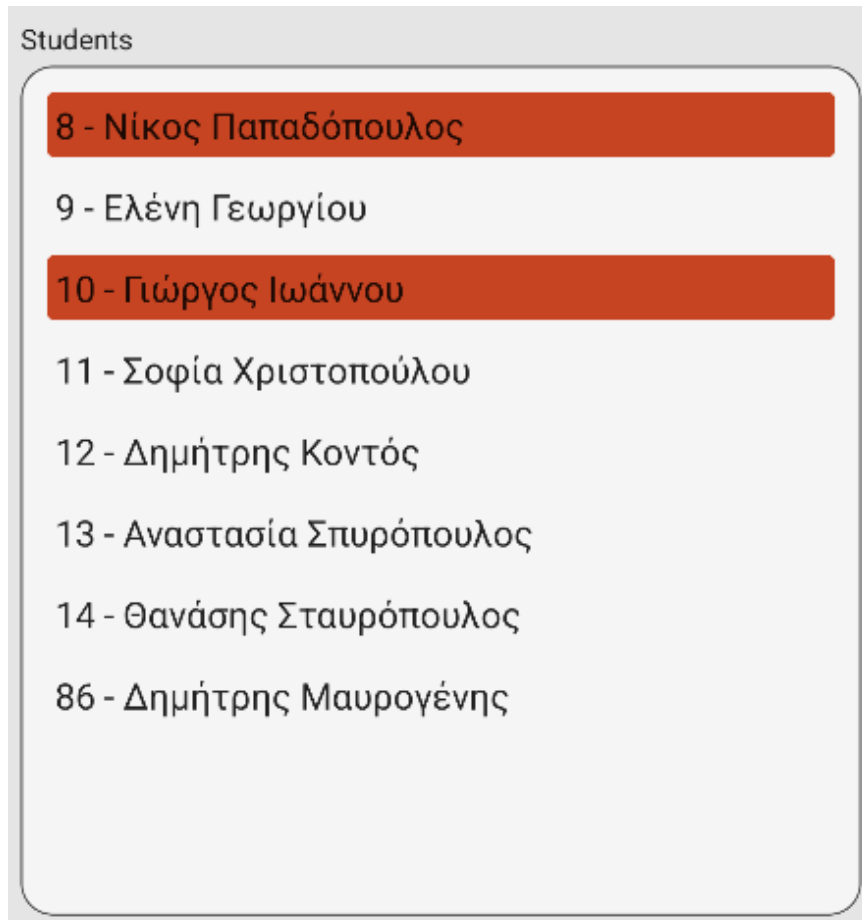 Students
8 - Νίκος Παπαδόπουλος
9 - Ελένη Γεωργίου
10 - Γιώργος Ιωάννου
11 - Σοφία Χριστοπούλου
12 - Δημήτρης Κοντός
13 - Αναστασία Σπυρόπουλος
14 - Θανάσης Σταυρόπουλος
86 - Δημήτρης Μαυρογένης